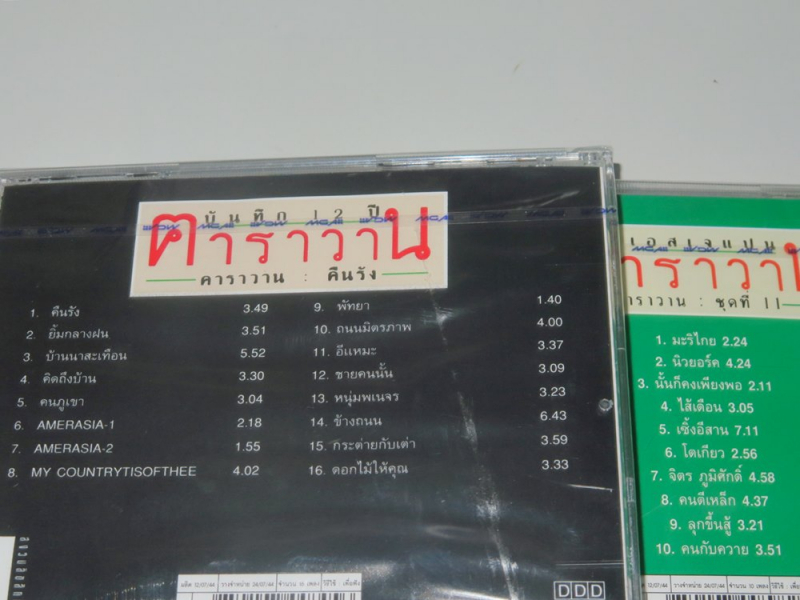 บันทึก 12 ปี
คาราวาน
คาราวาน : คืนรัง
1. คืนรัง 3.49
2. ยิ้มกลางฝน 3.51
3. บ้านนาสะเทือน 5.52
4. คิดถึงบ้าน 3.30
5. คนภูเขา 3.04
6. AMERASIA-1 2.18
7. AMERASIA-2 1.55
8. MY COUNTRYTISOFTHEE 4.02
9. พัทยา 1.40
10. ถนนมิตรภาพ 4.00
11. อีแหมะ 3.37
12. ชายคนนั้น 3.09
13. หนุ่มพเนจร 3.23
14. ข้างถนน 6.43
15. กระต่ายกับเต่า 3.59
16. ดอกไม้ให้คุณ 3.33
DDD
าราวาน
าราวาน : ชุดที่ 11
1. มะริไกย 2.24
2. นิวยอร์ค 4.24
3. นั้นก็คงเพียงพอ 2.11
4. ไส้เดือน 3.05
5. เซิ้งอีสาน 7.11
6. โตเกียว 2.56
7. จิตร ภูมิศักดิ์ 4.58
8. คนตีเหล็ก 4.37
9. ลุกขึ้นสู้ 3.21
10. คนกับควาย 3.51